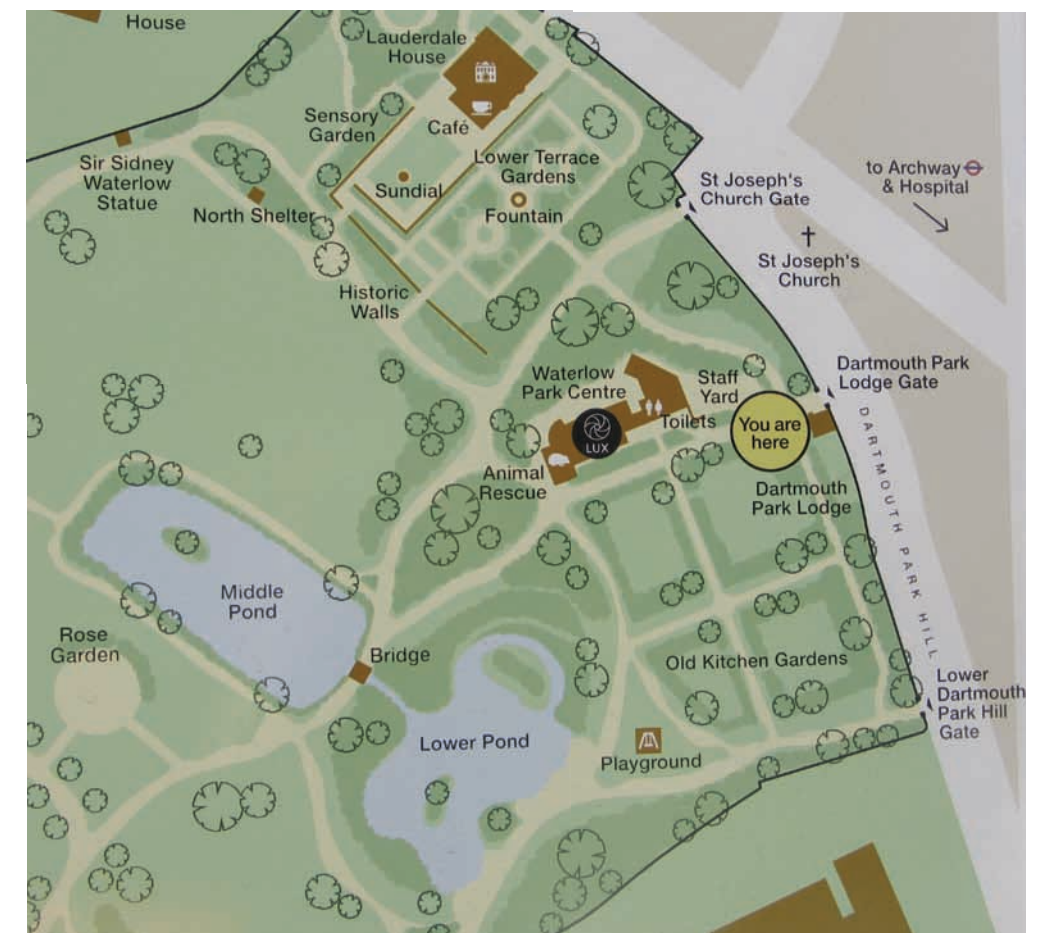 House
Lauderdale
House
Sensory
Garden
Café
Sir Sidney
Waterlow
Statue
Lower Terrace
Gardens
Sundial
North Shelter
Fountain
to Archway
& Hospital
St Joseph's
Church Gate
St Joseph's
Church
Historic
Walls
Waterlow
Park Centre
Staff
Yard
Dartmouth Park
Lodge Gate
Toilets
You are
here
LUX
Animal
Rescue
Dartmouth
Park Lodge
DARTMOUTH PARK HILL
Middle
Pond
Rose
Garden
Bridge
Old Kitchen Gardens
Lower
Dartmouth
Park Hill
Gate
Lower Pond
Playground